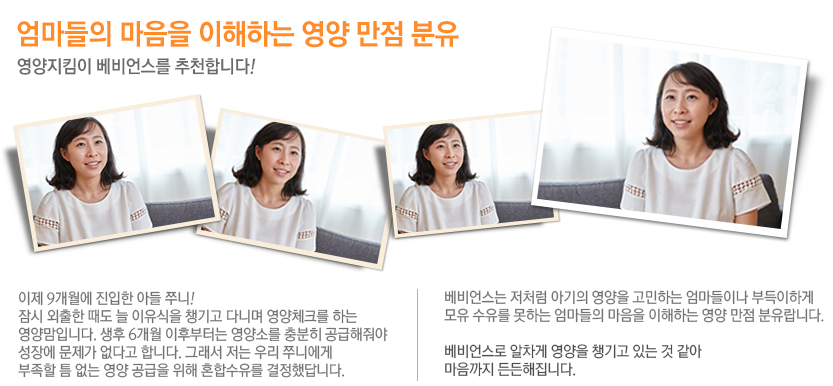 엄마들의 마음을 이해하는 영양 만점 분유
영양지킴이 베비언스를 추천합니다!
이제 9개월에 진입한 아들 쭈니!
잠시 외출한 때도 늘 이유식을 챙기고 다니며 영양체크를 하는
영양맘입니다. 생후 6개월 이후부터는 영양소를 충분히 공급해줘야
성장에 문제가 없다고 합니다. 그래서 저는 우리 쭈니에게
부족할 틈 없는 영양 공급을 위해 혼합수유를 결정했답니다.
베비언스는 저처럼 아기의 영양을 고민하는 엄마들이나 부득이하게
모유 수유를 못하는 엄마들의 마음을 이해하는 영양 만점 분유랍니다.
베비언스로 알차게 영양을 챙기고 있는 것 같아
마음까지 든든해집니다.